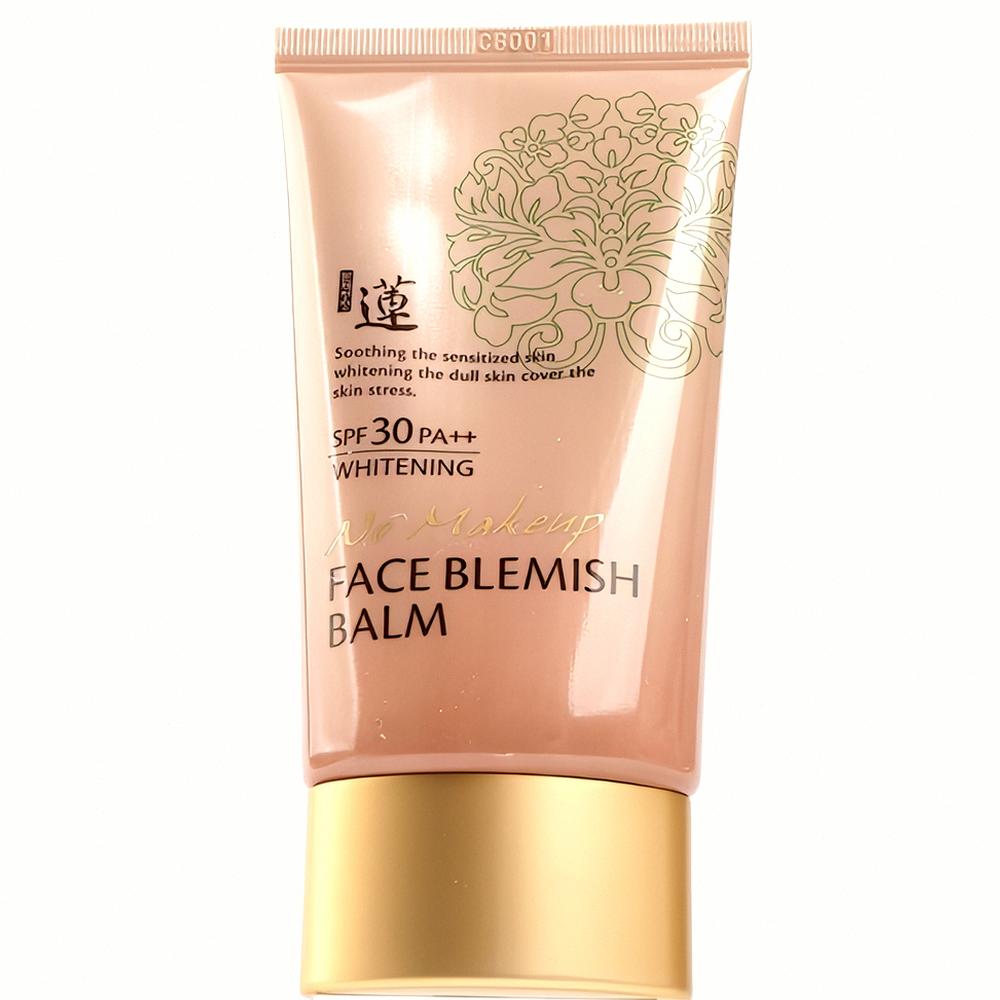 C6001
蓮
Soothing the sensitized skin
whitening the dull skin cover the
skin stress.
SPF 30 PA++
WHITENING
No Makeup
FACE BLEMISH
BALM